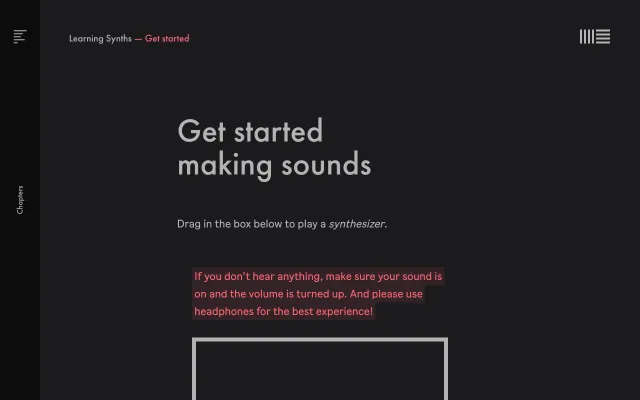 Learning Synths — Get started
Chapters
Get started
making sounds
Drag in the box below to play a synthesizer.
If you don't hear anything, make sure your sound is
on and the volume is turned up. And please use
headphones for the best experience!